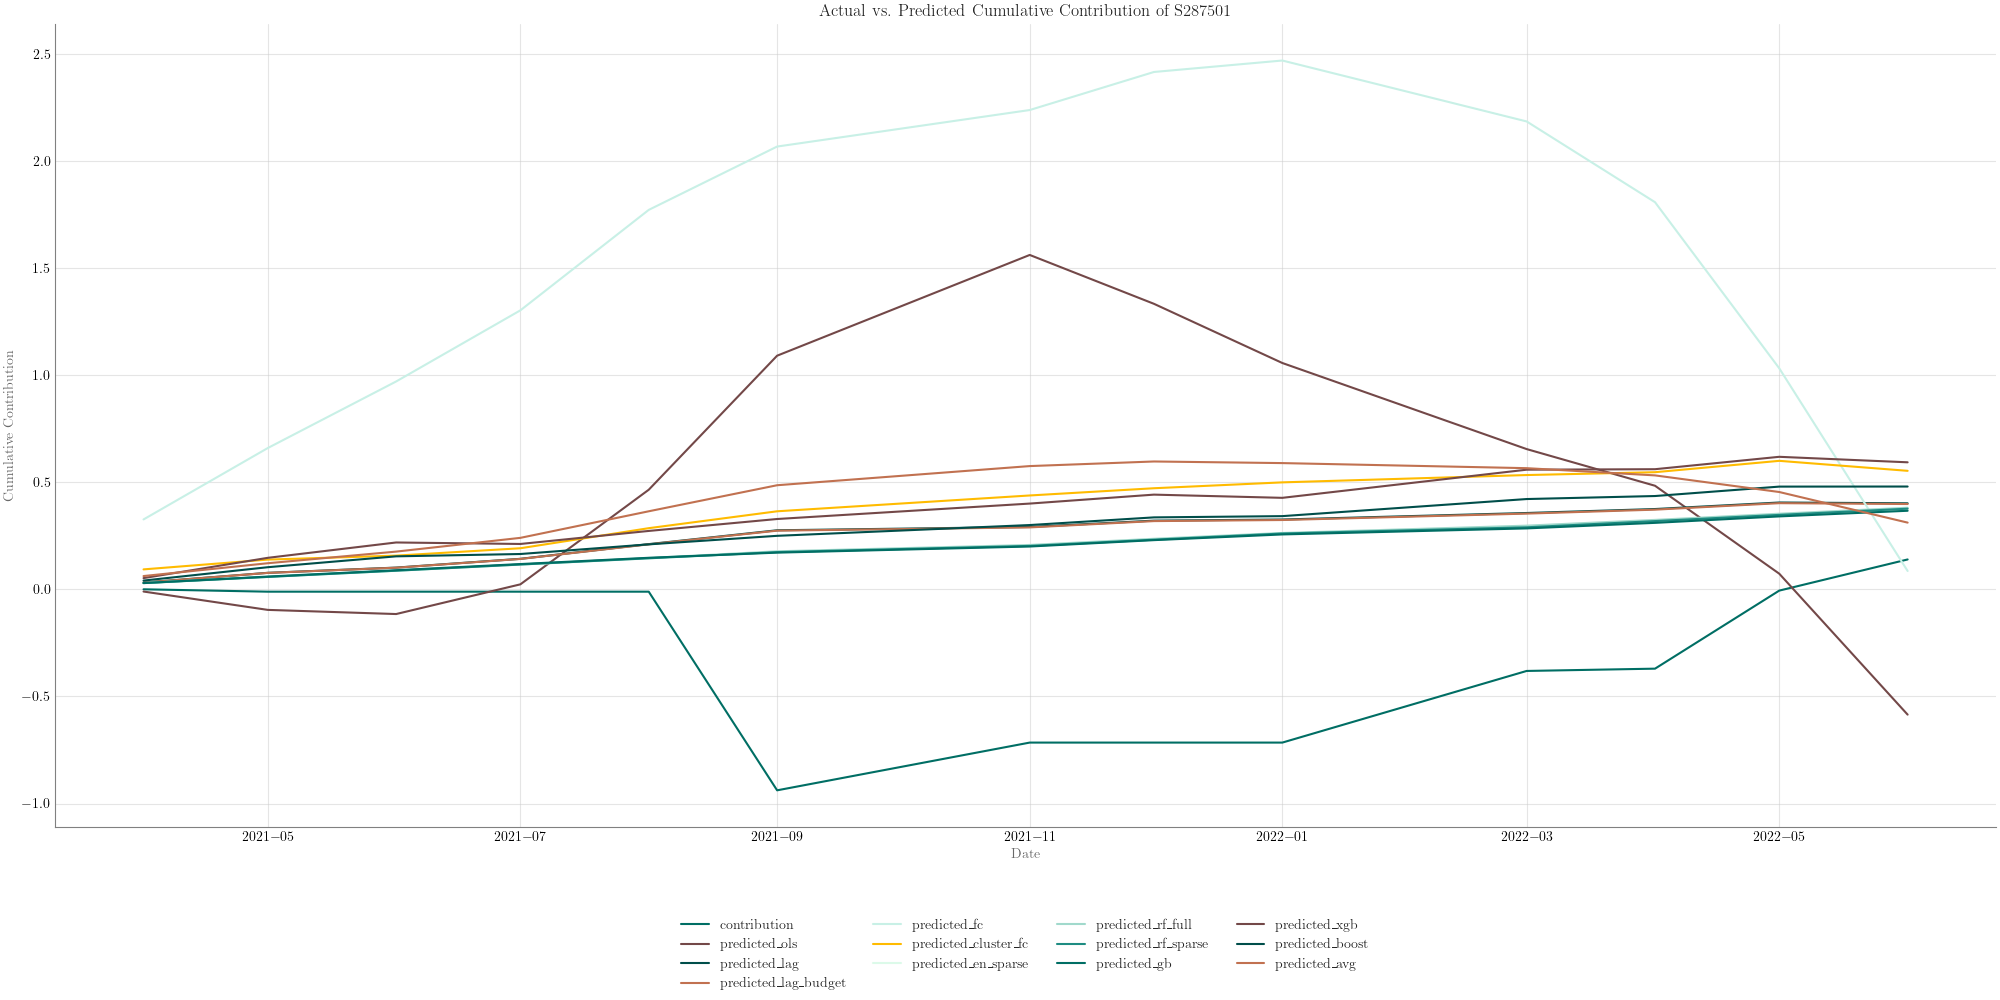 Actual vs. Predicted Cumulative Contribution of S287501
Cumulative Contribution
2.5
2.0
1.5
1.0
0.5
0.0
−0.5
−1.0
2021−05 2021−07 2021−09 2021−11 2022−01 2022−03 2022−05
Date
contribution predicted_fc predicted_rf_full predicted_xgb
predicted_ols predicted_cluster_fc predicted_rf_sparse predicted_boost
predicted_lag predicted_en_sparse predicted_gb predicted_avg
predicted_lag_budget